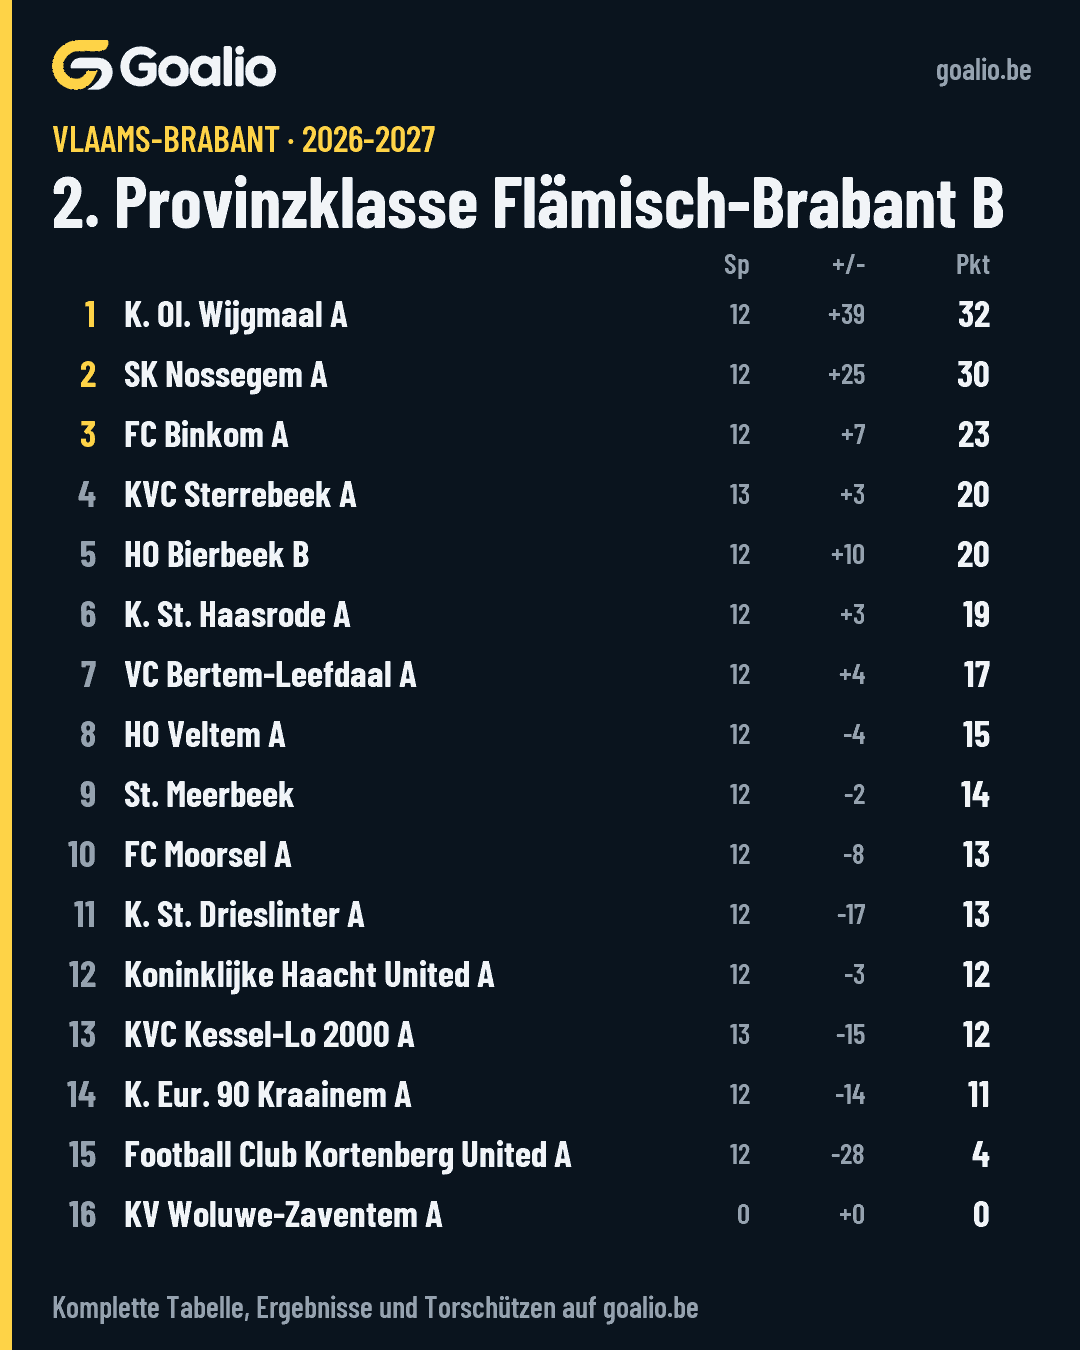 Goalio
goalio.be
VLAAMS-BRABANT · 2026-2027
2. Provinzklasse Flämisch-Brabant B
Sp +/- Pkt
1 K. Ol. Wijgmaal A 12 +39 32
2 SK Nossegem A 12 +25 30
3 FC Binkom A 12 +7 23
4 KVC Sterrebeek A 13 +3 20
5 HO Bierbeek B 12 +10 20
6 K. St. Haasrode A 12 +3 19
7 VC Bertem-Leefdaal A 12 +4 17
8 HO Veltem A 12 -4 15
9 St. Meerbeek 12 -2 14
10 FC Moorsel A 12 -8 13
11 K. St. Drieslinter A 12 -17 13
12 Koninklijke Haacht United A 12 -3 12
13 KVC Kessel-Lo 2000 A 13 -15 12
14 K. Eur. 90 Kraainem A 12 -14 11
15 Football Club Kortenberg United A 12 -28 4
16 KV Woluwe-Zaventem A 0 +0 0
Komplette Tabelle, Ergebnisse und Torschützen auf goalio.be